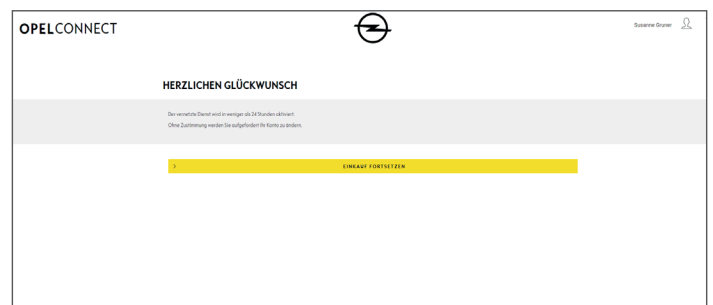 OPELCONNECT
Susanne Gruner
HERZLICHEN GLÜCKWUNSCH
Der vernetzte Dienst wird in weniger als 24 Stunden aktiviert.
Ohne Zustimmung werden Sie aufgefordert Ihr Konto zu ändern.
> EINKAUF FORTSETZEN